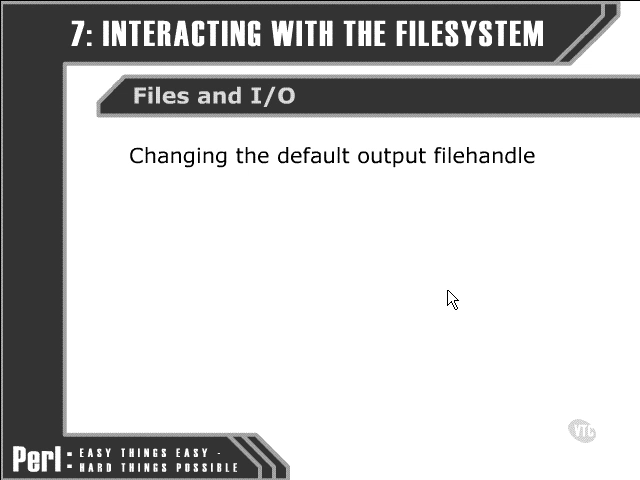 7: INTERACTING WITH THE FILESYSTEM
Files and I/O
Changing the default output filehandle
VTC
Perl: EASY THINGS EASY -
HARD THINGS POSSIBLE